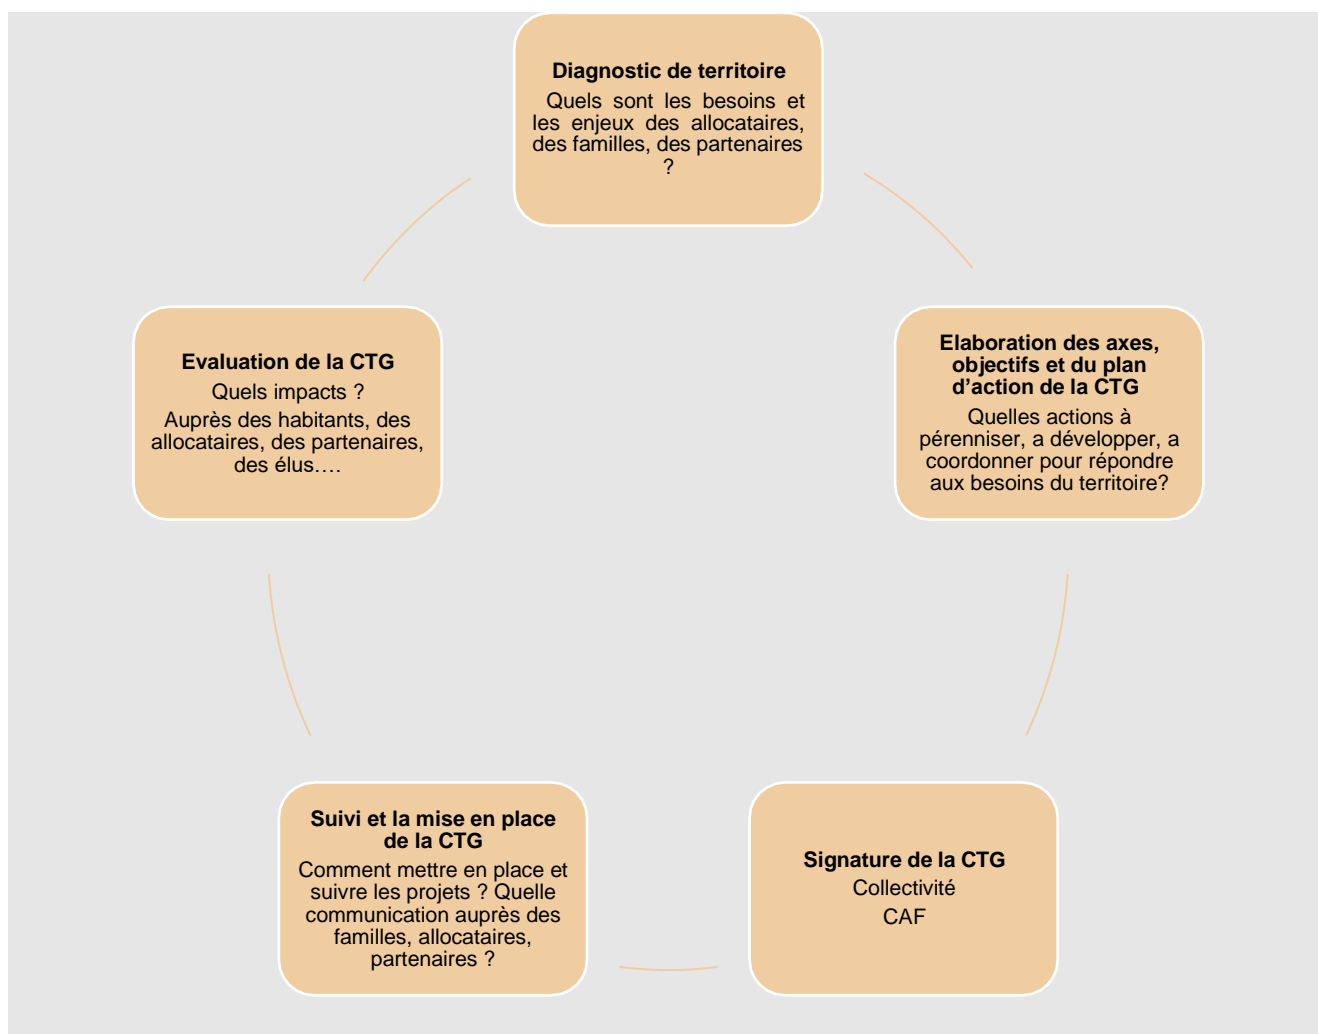 Diagnostic de territoire
Quels sont les besoins et
les enjeux des allocataires,
des familles, des partenaires
?
Elaboration des axes,
objectifs et du plan
d’action de la CTG
Quelles actions à
pérenniser, a développer, a
coordonner pour répondre
aux besoins du territoire?
Signature de la CTG
Collectivité
CAF
Suivi et la mise en place
de la CTG
Comment mettre en place et
suivre les projets ? Quelle
communication auprès des
familles, allocataires,
partenaires ?
Evaluation de la CTG
Quels impacts ?
Auprès des habitants, des
allocataires, des partenaires,
des élus….